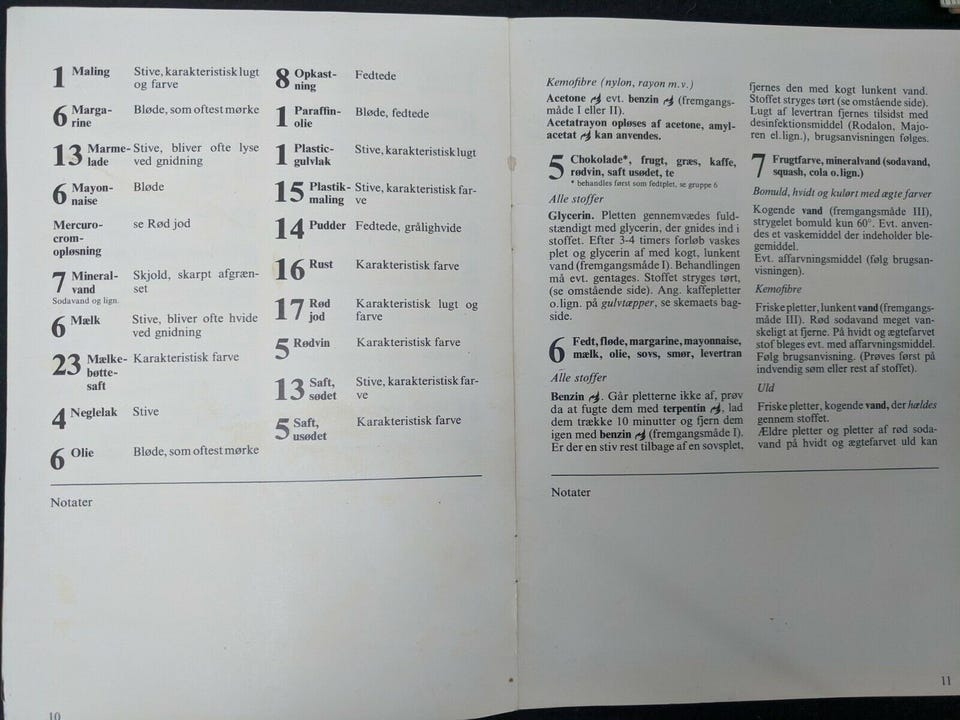 1 Maling Stive, karakteristisk lugt
og farve
6 Marga- Bløde, som oftest mørke
rine
13 Marme- Stive, bliver ofte lyse
lade ved gnidning
6 Mayon- Bløde
naise
Mercuro- se Rød jod
crom-
opløsning
7 Mineral- Skjold, skarpt afgræn-
vand set
Sodavand og lign.
6 Mælk Stive, bliver ofte hvide
ved gnidning
23 Mælke- Karakteristisk farve
bøtte-
saft
4 Neglelak Stive
6 Olie Bløde, som oftest mørke
8 Opkast- Fedtede
ning
1 Paraffin- Bløde, fedtede
olie
1 Plastic- Stive, karakteristisk lugt
gulvlak
15 Plastik- Stive, karakteristisk far-
maling ve
14 Pudder Fedtede, grålighvide
16 Rust Karakteristisk farve
17 Rød Karakteristisk lugt og
jod farve
5 Rødvin Karakteristisk farve
13 Saft, Stive, karakteristisk far-
sødet ve
5 Saft, Karakteristisk farve
usødet
Notater
10
Kemofibre (nylon, rayon m.v.)
Acetone evt. benzin (fremgangs-
måde I eller II).
Acetatrayon opløses af acetone, amyl-
acetat kan anvendes.
5 Chokolade*, frugt, græs, kaffe,
rødvin, saft usødet, te
* behandles først som fedtplet, se gruppe 6
Alle stoffer
Glycerin. Pletten gennemvædes fuld-
stændigt med glycerin, der gnides ind i
stoffet. Efter 3-4 timers forløb vaskes
plet og glycerin af med kogt, lunkent
vand (fremgangsmåde I). Behandlingen
må evt. gentages. Stoffet stryges tørt,
(se omstående side). Ang. kaffepletter
o.lign. på gulvtæpper, se skemaets bag-
side.
6 Fedt, fløde, margarine, mayonnaise,
mælk, olie, sovs, smør, levertran
Alle stoffer
Benzin. Går pletterne ikke af, prøv
da at fugte dem med terpentin, lad
dem trække 10 minutter og fjern dem
igen med benzin (fremgangsmåde I).
Er der en stiv rest tilbage af en sovsplet,
fjernes den med kogt lunkent vand.
Stoffet stryges tørt (se omstående side).
Lugt af levertran fjernes tilsidst med
desinfektionsmiddel (Rodalon, Majo-
ren el.lign.), brugsanvisningen følges.
7 Frugtfarve, mineralvand (sodavand,
squash, cola o.lign.)
Bomuld, hvidt og kulørt med ægte farver
Kogende vand (fremgangsmåde III),
strygelet bomuld kun 60°. Evt. anven-
des et vaskemiddel der indeholder ble-
gemiddel.
Evt. affarvningsmiddel (følg brugsan-
visningen).
Kemofibre
Friske pletter, lunkent vand (fremgangs-
måde III). Rød sodavand meget van-
skeligt at fjerne. På hvidt og ægtefarvet
stof bleges evt. med affarvningsmiddel.
Følg brugsanvisning. (Prøves først på
indvendig søm eller rest af stoffet).
Uld
Friske pletter, kogende vand, der hældes
gennem stoffet.
Ældre pletter og pletter af rød soda-
vand på hvidt og ægtefarvet uld kan
Notater
11